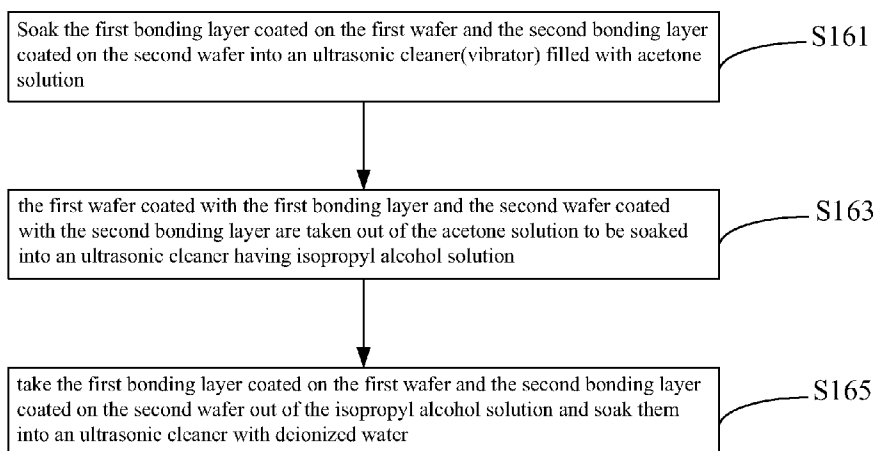 Soak the first bonding layer coated on the first wafer and the second bonding layer
coated on the second wafer into an ultrasonic cleaner(vibrator) filled with acetone
solution
S161
the first wafer coated with the first bonding layer and the second wafer coated
with the second bonding layer are taken out of the acetone solution to be soaked
into an ultrasonic cleaner having isopropyl alcohol solution
S163
take the first bonding layer coated on the first wafer and the second bonding layer
coated on the second wafer out of the isopropyl alcohol solution and soak them
into an ultrasonic cleaner with deionized water
S165